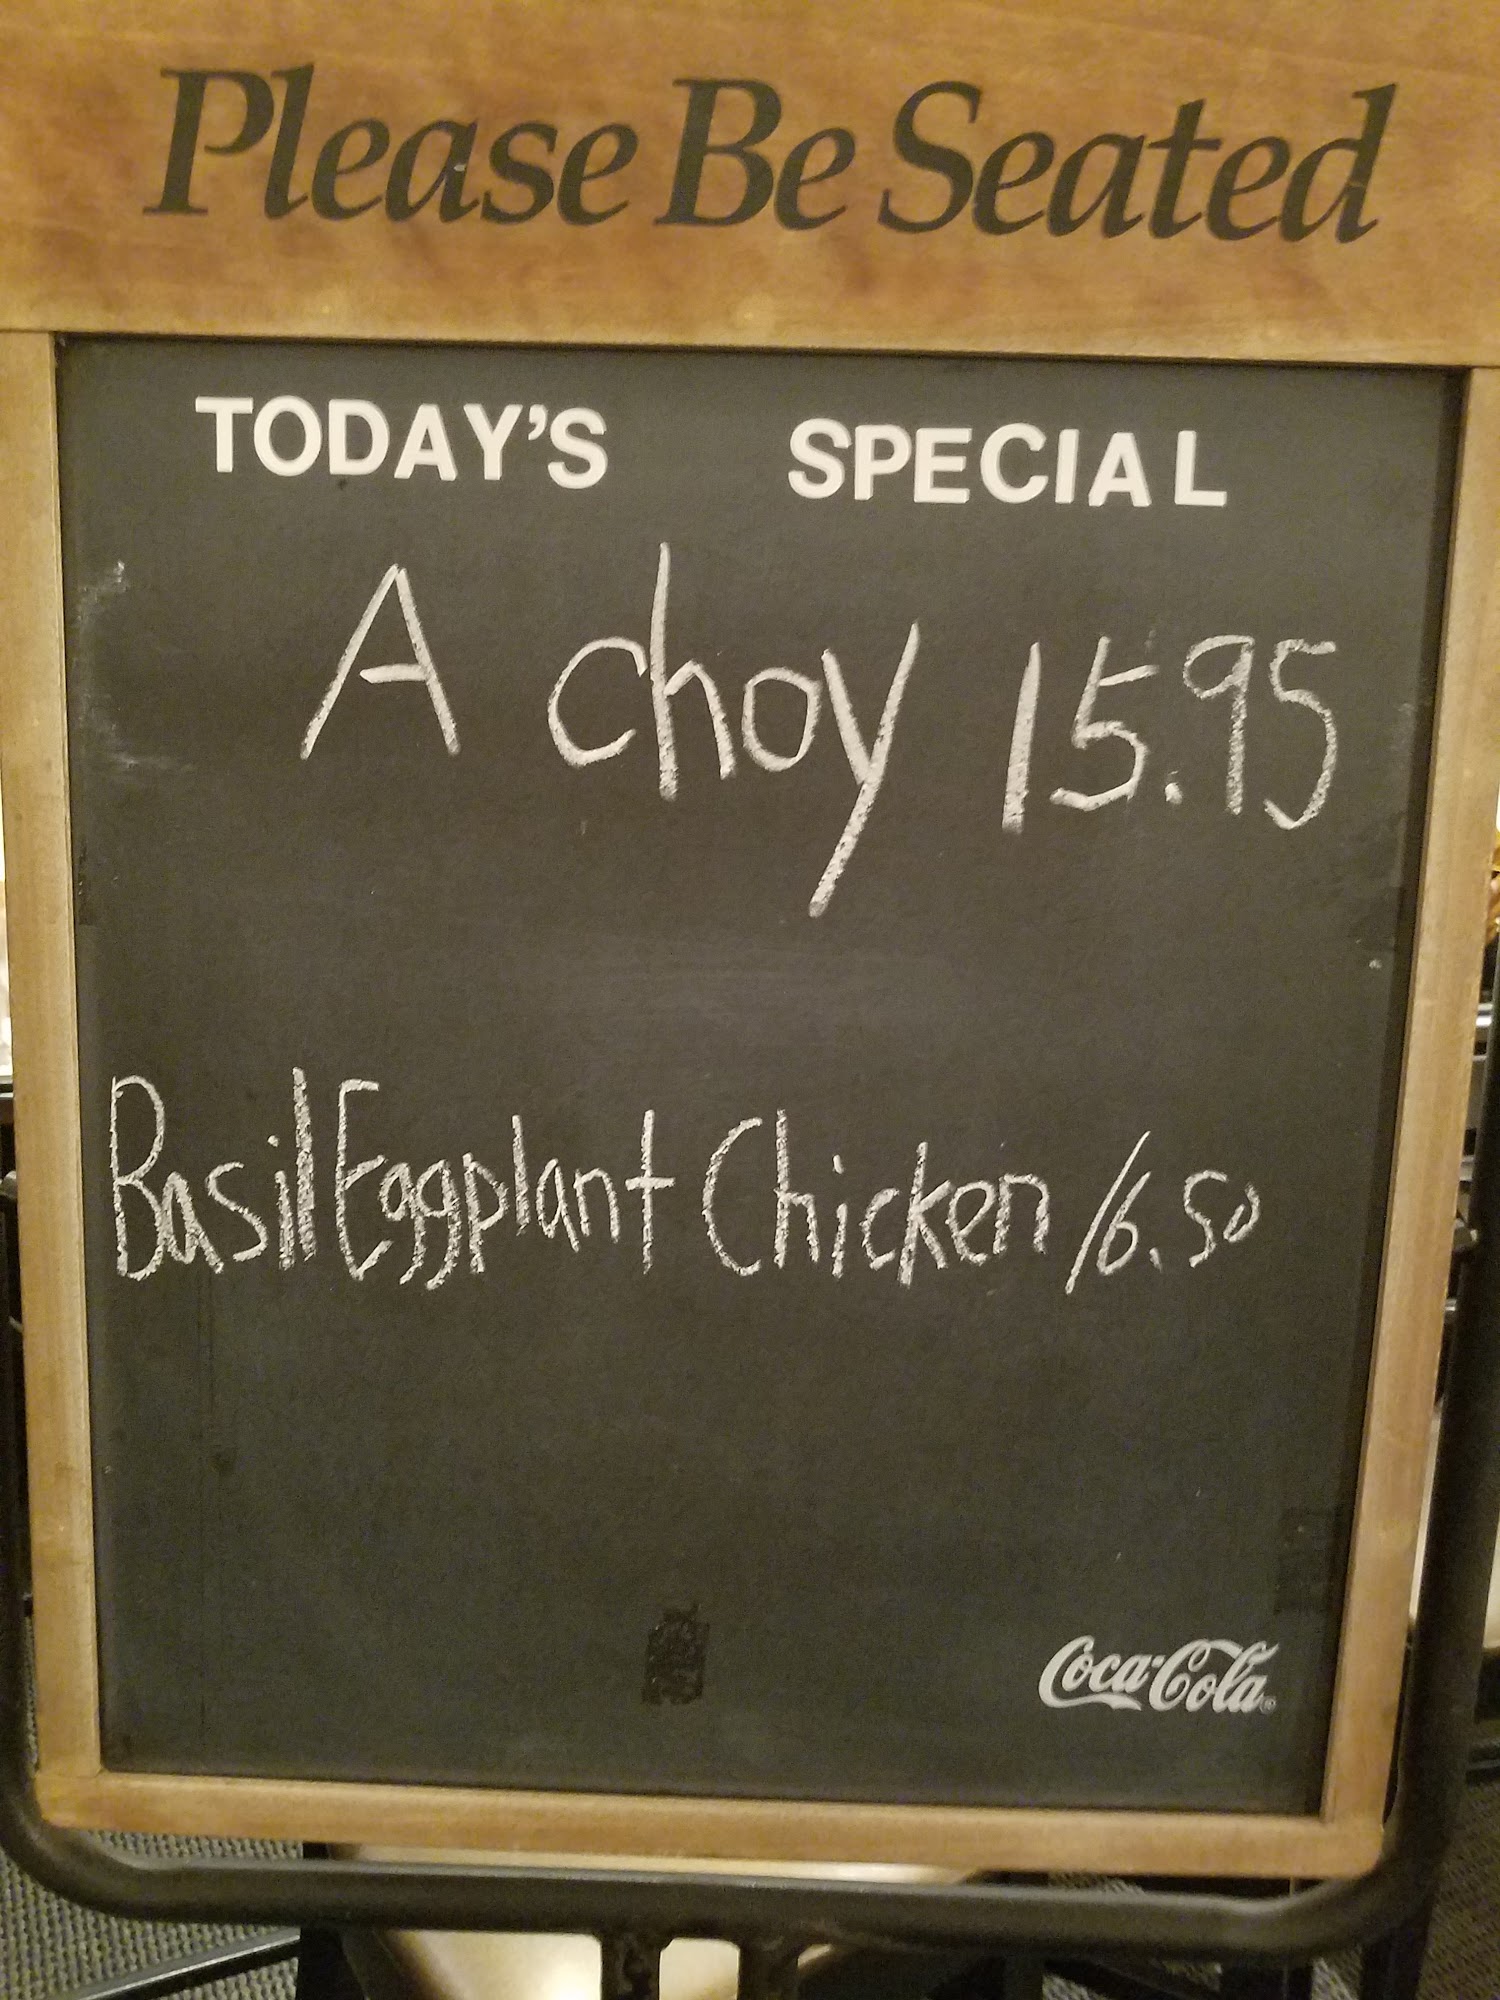 Please Be Seated
TODAY'S SPECIAL
A choy 15.95
Basil Eggplant Chicken 16.50
Coca-Cola®